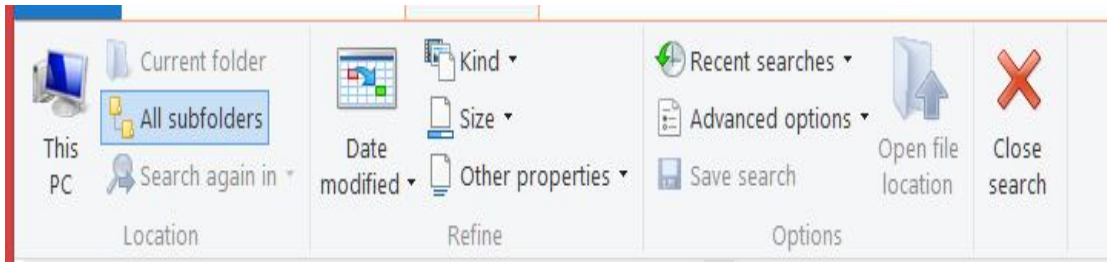 This
PC
Current folder
All subfolders
Search again in
Location
Date
modified
Kind
Size
Other properties
Refine
Recent searches
Advanced options
Save search
Open file
location
Options
Close
search